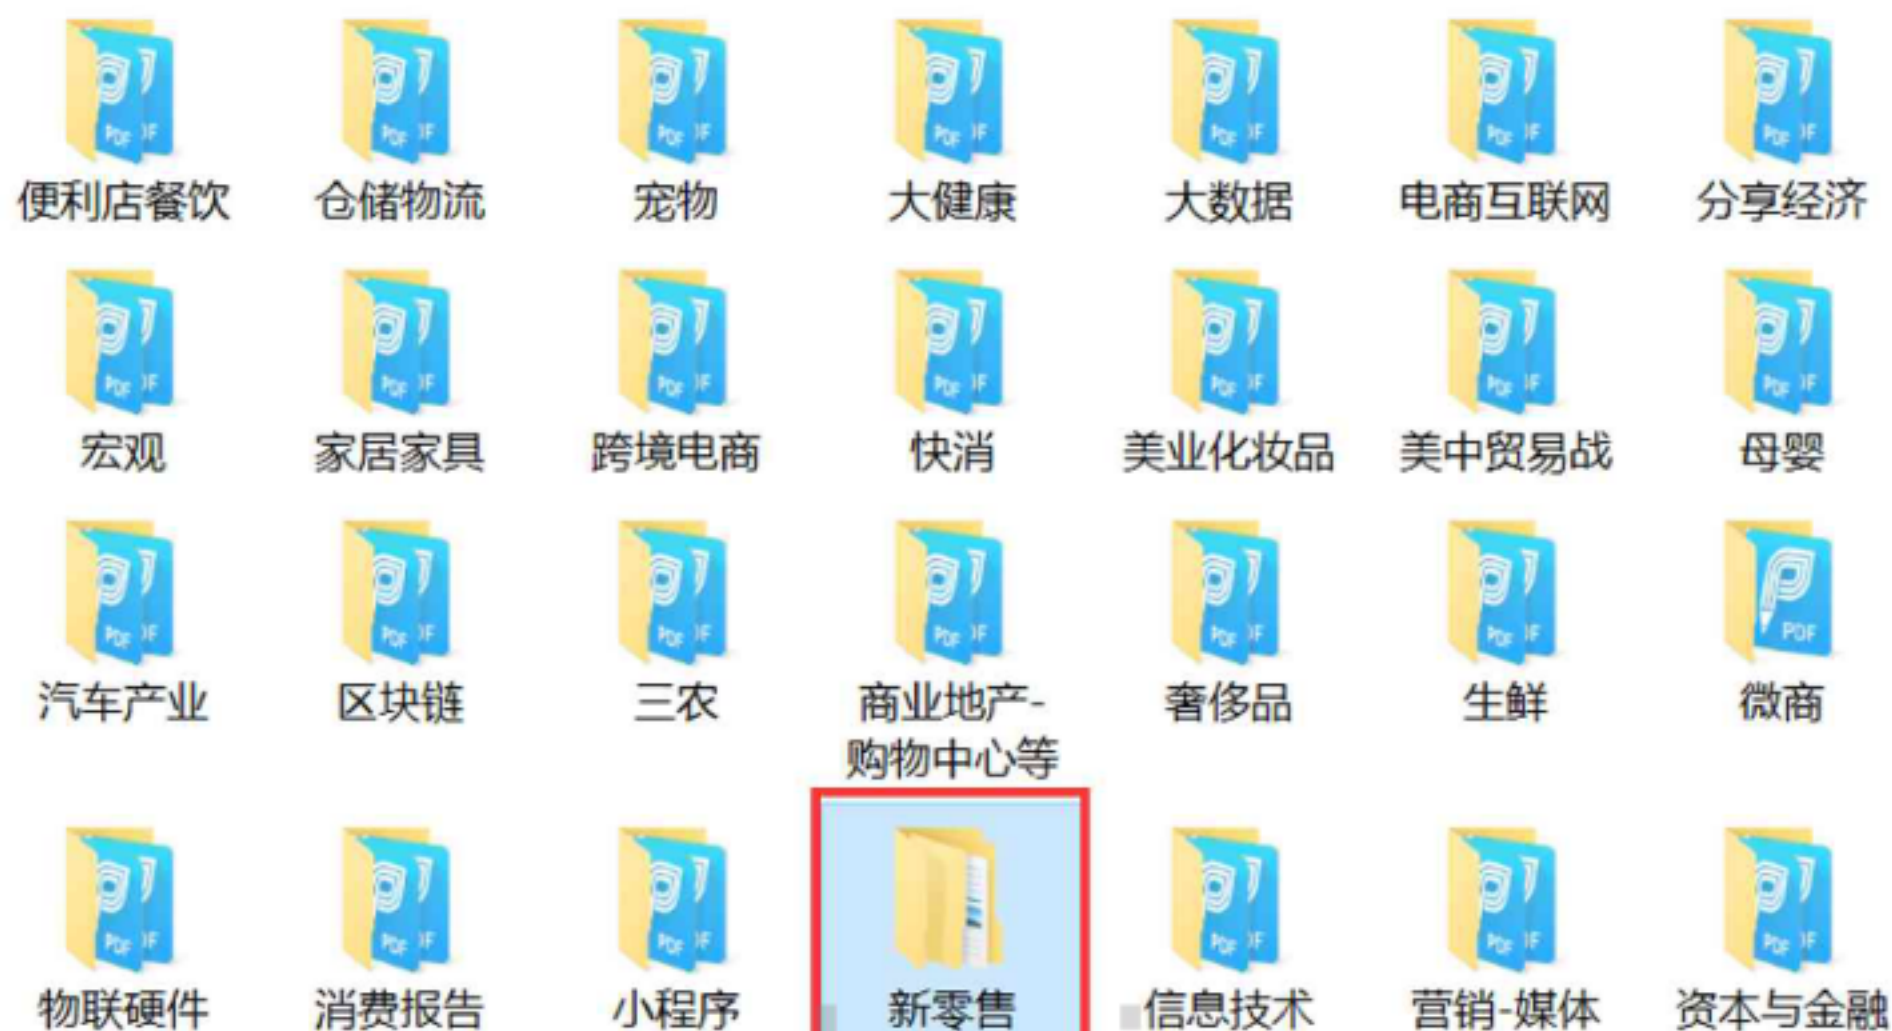 便利店餐饮 仓储物流 宠物 大健康 大数据 电商互联网 分享经济
宏观 家居家具 跨境电商 快消 美业化妆品 美中贸易战 母婴
汽车产业 区块链 三农 商业地产- 奢侈品 生鲜 微商
购物中心等
物联硬件 消费报告 小程序 新零售 信息技术 营销-媒体 资本与金融